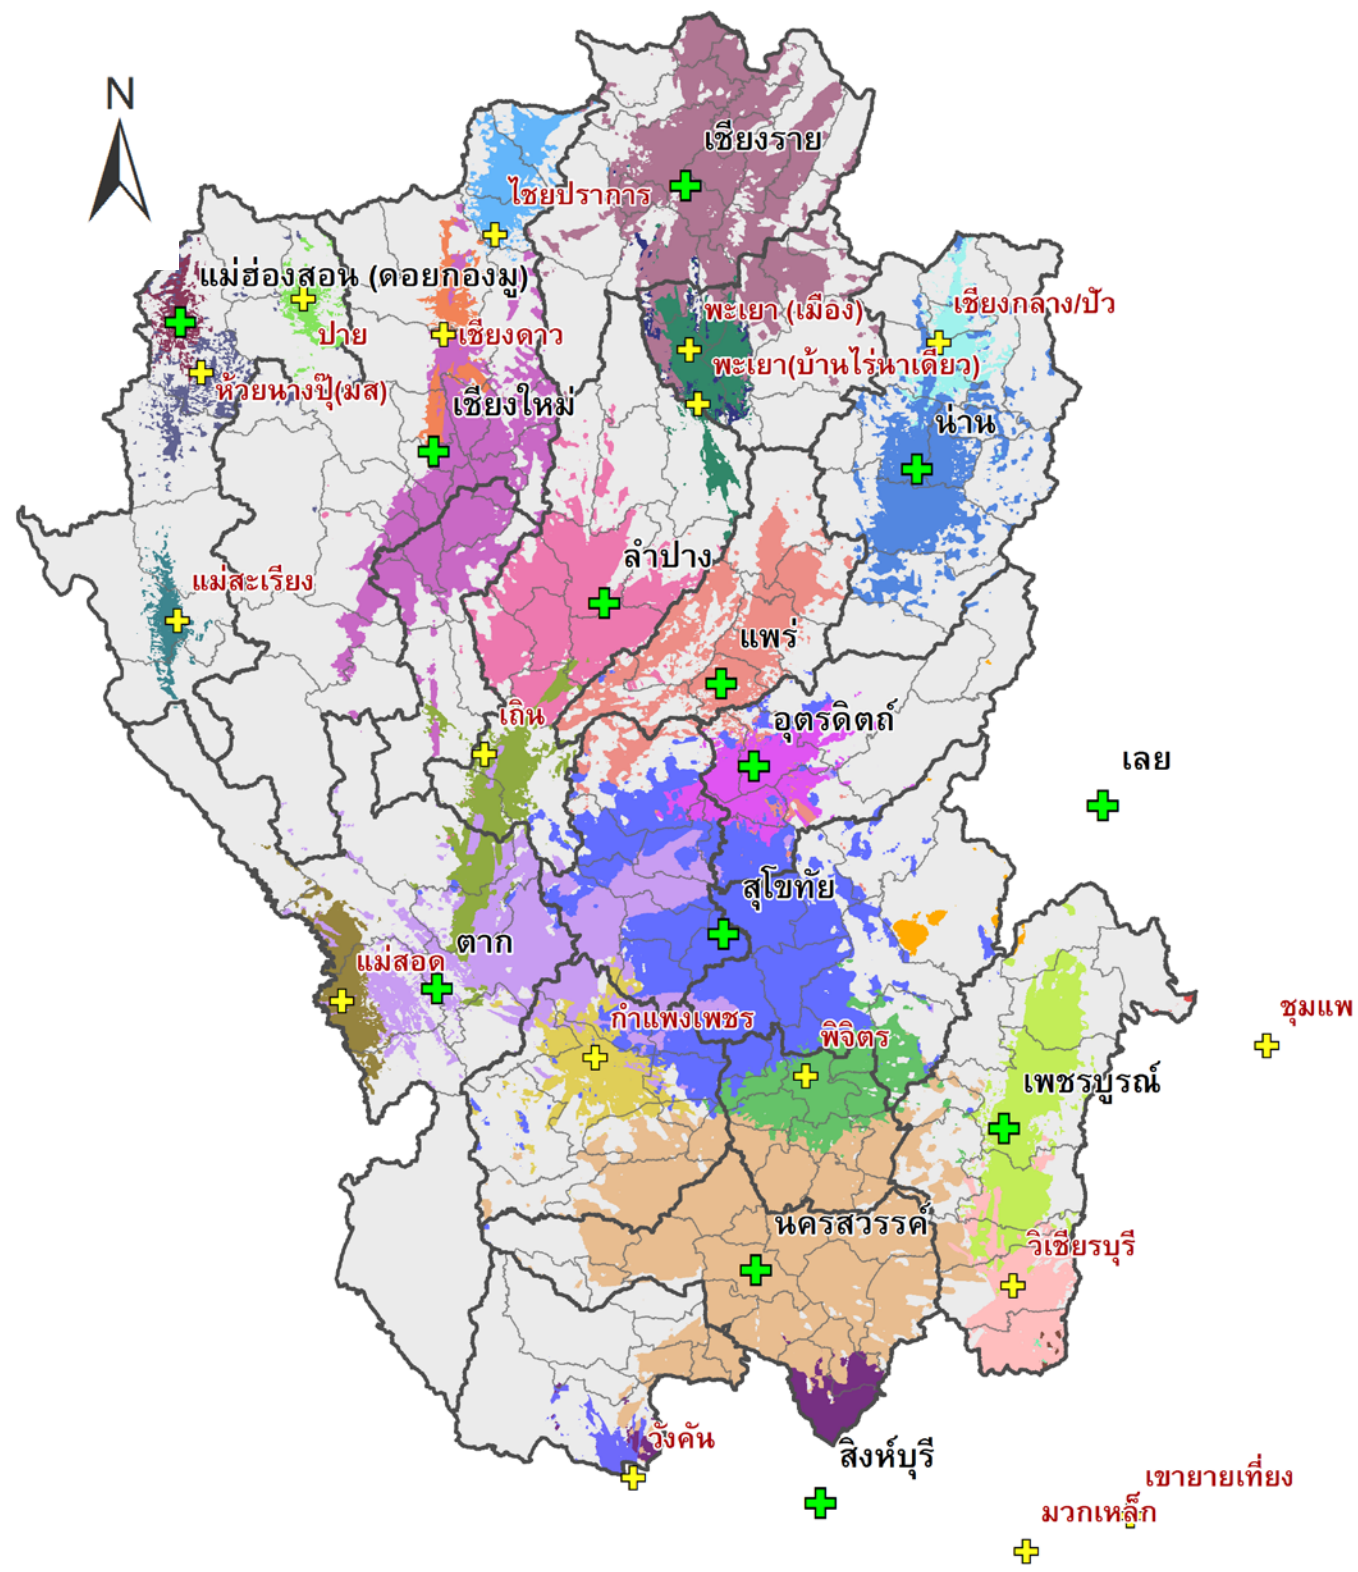 N
เชียงราย
ไชยปราการ
แม่ฮ่องสอน (ดอยกองมู)
เชียงกลาง/ปัว
พะเยา (เมือง)
ปาย
เชียงดาว
พะเยา(บ้านไร่นาเดียว)
ห้วยนางปุ๊(มส)
เชียงใหม่
น่าน
ลำปาง
แม่สะเรียง
แพร่
เถิน
อุตรดิตถ์
เลย
สุโขทัย
ตาก
แม่สอด
ชุมแพ
กำแพงเพชร
พิจิตร
เพชรบูรณ์
นครสวรรค์
วิเชียรบุรี
วังคัน
สิงห์บุรี
เขายายเที่ยง
มวกเหล็ก